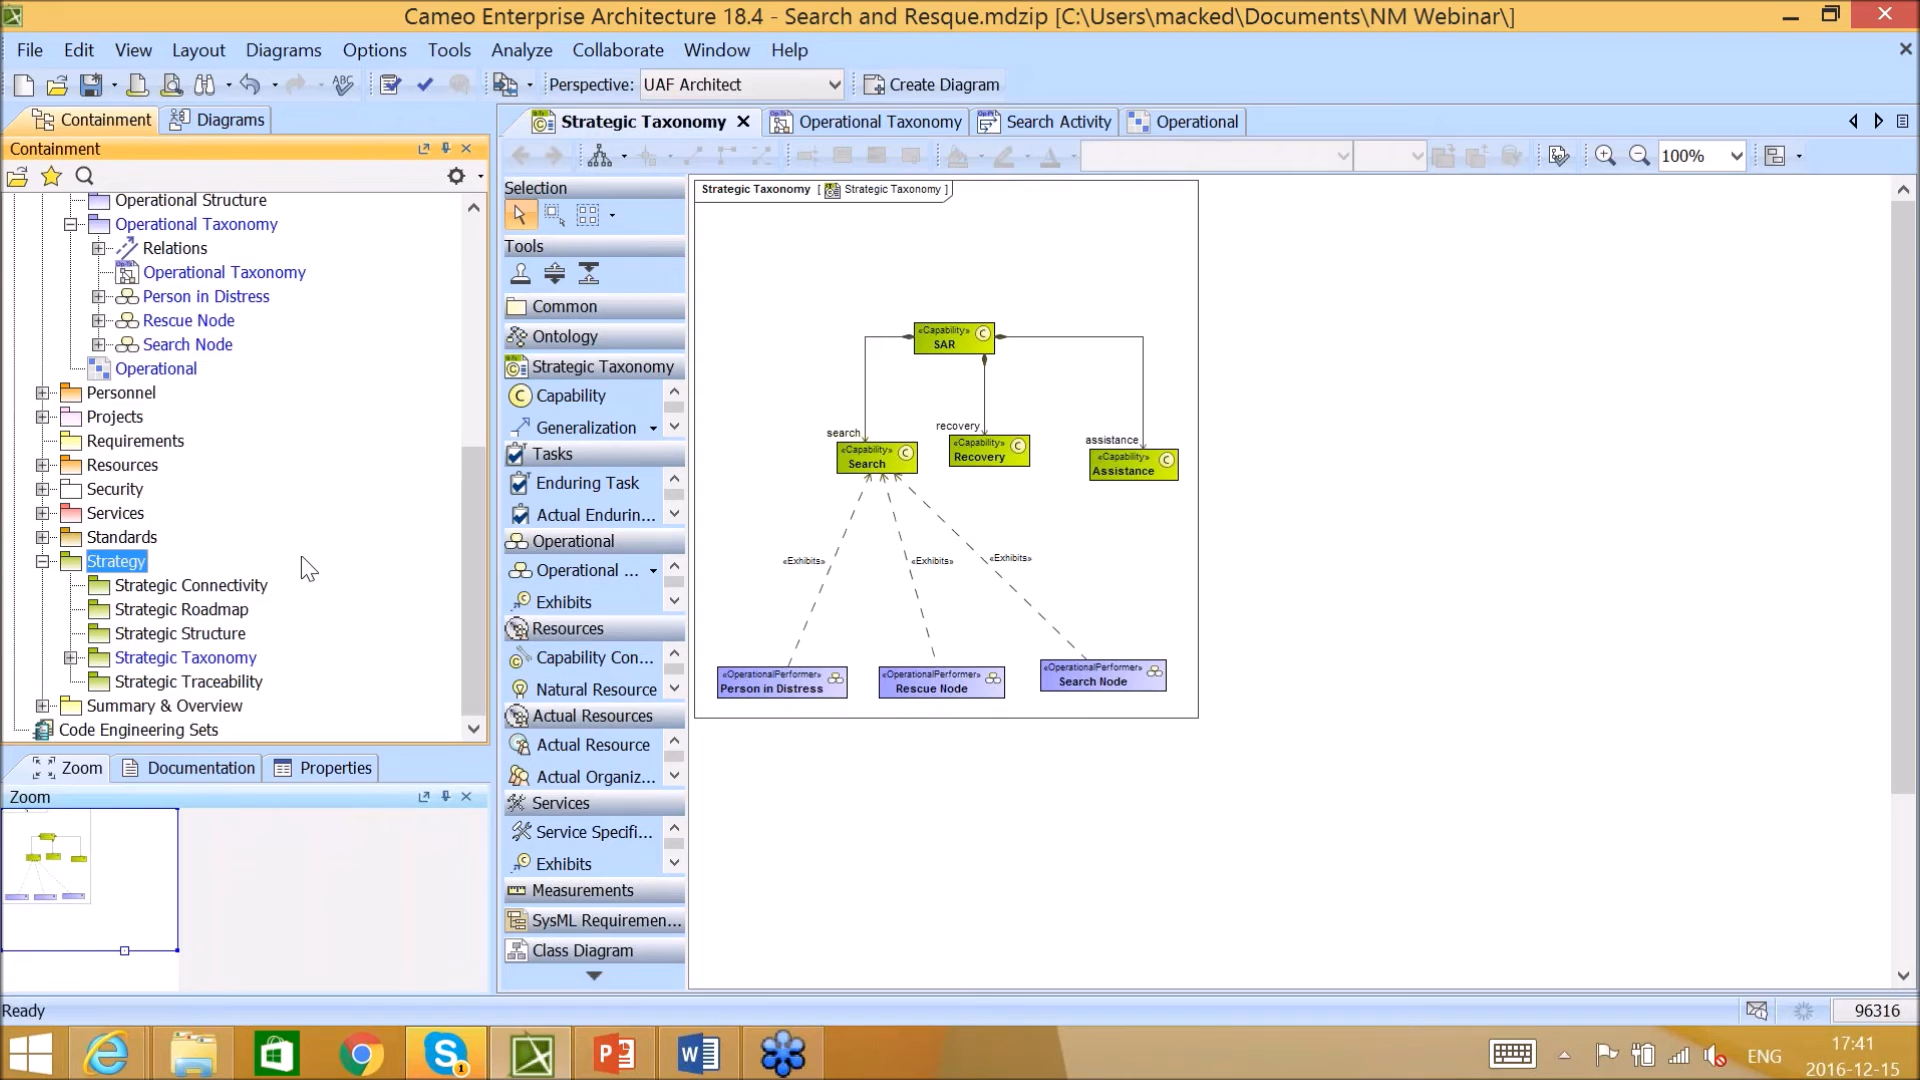 Cameo Enterprise Architecture 18.4 - Search and Resque.mdzip [C:\Users\macked\Documents\NM Webinar\]
File Edit View Layout Diagrams Options Tools Analyze Collaborate Window Help
Perspective: UAF Architect Create Diagram
Containment Diagrams
Containment
Operational Structure
Operational Taxonomy
Relations
Operational Taxonomy
Person in Distress
Rescue Node
Search Node
Operational
Personnel
Projects
Requirements
Resources
Security
Services
Standards
Strategy
Strategic Connectivity
Strategic Roadmap
Strategic Structure
Strategic Taxonomy
Strategic Traceability
Summary & Overview
Code Engineering Sets
Zoom Documentation Properties
Zoom
Strategic Taxonomy Operational Taxonomy Search Activity Operational
100%
Selection
Tools
Common
Ontology
Strategic Taxonomy
Capability
Generalization
Tasks
Enduring Task
Actual Endurin...
Operational
Operational ...
Exhibits
Resources
Capability Con...
Natural Resource
Actual Resources
Actual Resource
Actual Organiz...
Services
Service Specifi...
Exhibits
Measurements
SysML Requiremen...
Class Diagram
Strategic Taxonomy [ Strategic Taxonomy ]
«Capability»
SAR
search
recovery
assistance
«Capability»
Search
«Capability»
Recovery
«Capability»
Assistance
«Exhibits»
«Exhibits»
«Exhibits»
«OperationalPerformer»
Person in Distress
«OperationalPerformer»
Rescue Node
«OperationalPerformer»
Search Node
Ready
96316
ENG
17:41
2016-12-15